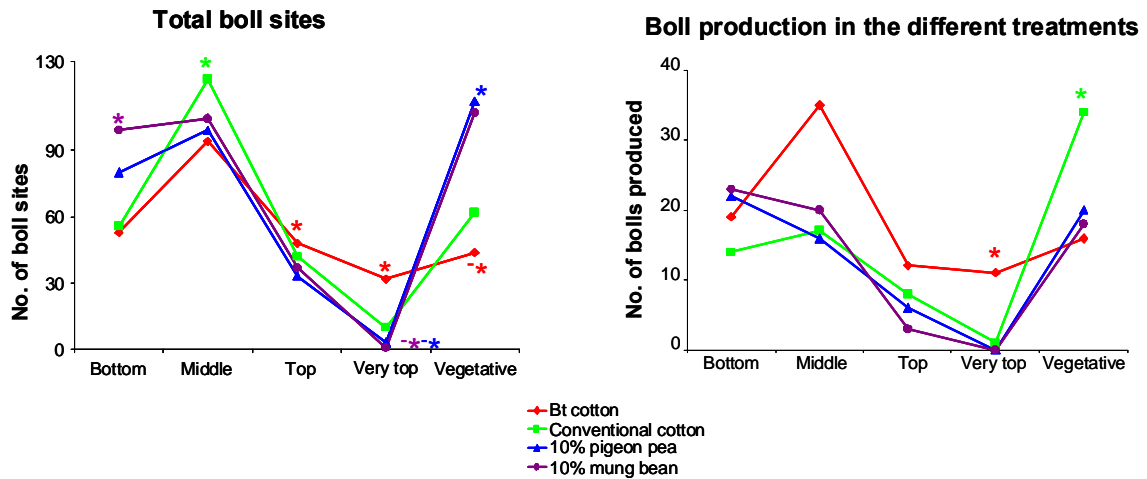 Total boll sites
No. of boll sites
130
90
60
30
0
Bottom Middle Top Very top Vegetative
* * * * * -* -*-*
Boll production in the different treatments
No. of bolls produced
40
30
20
10
0
Bottom Middle Top Very top Vegetative
* *
Bt cotton
Conventional cotton
10% pigeon pea
10% mung bean